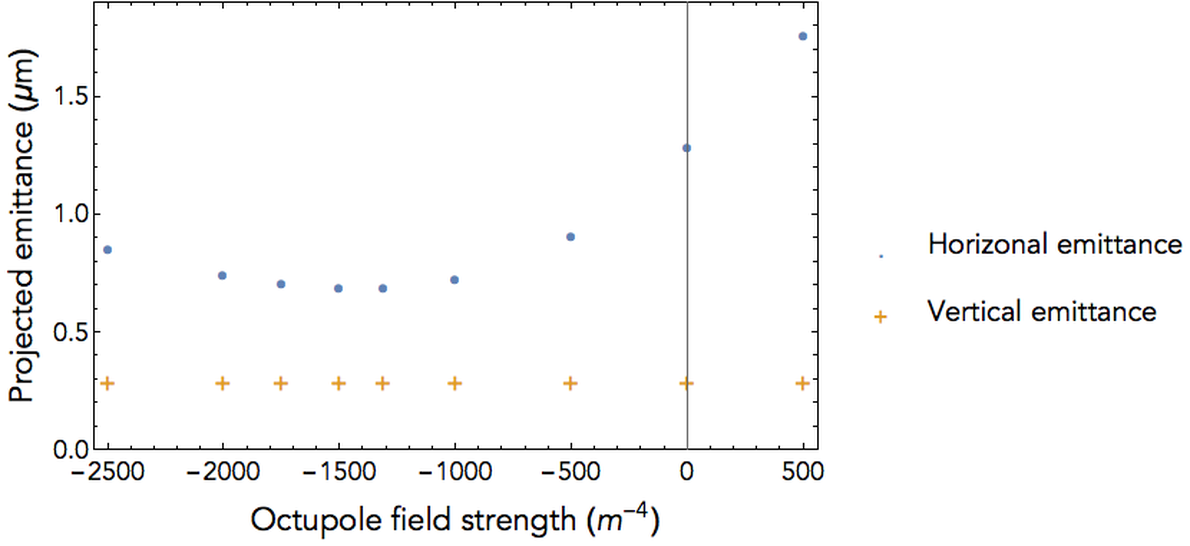 Projected emittance (μm)
1.5
1.0
0.5
0.0
−2500 −2000 −1500 −1000 −500 0 500
Octupole field strength (m⁻⁴)
Horizonal emittance
Vertical emittance